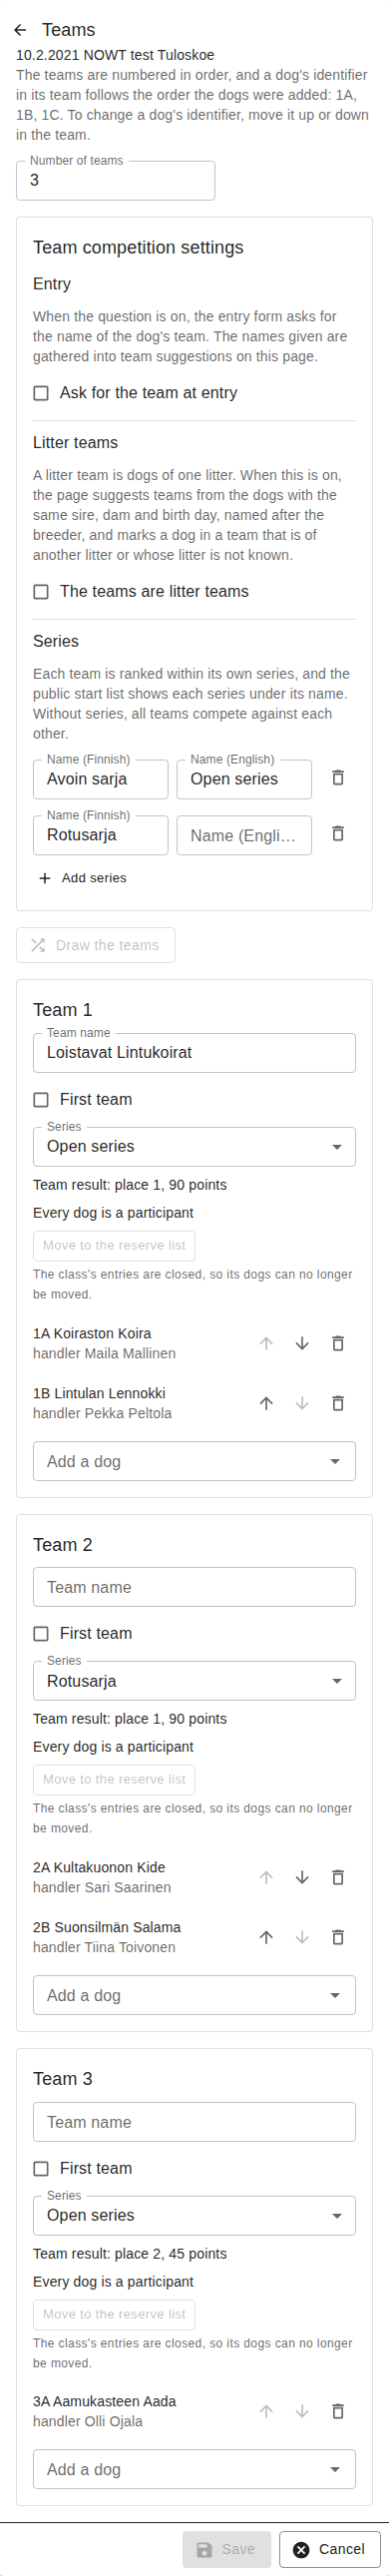 Teams
10.2.2021 NOWT test Tuloskoe
The teams are numbered in order, and a dog's identifier
in its team follows the order the dogs were added: 1A,
1B, 1C. To change a dog's identifier, move it up or down
in the team.
Number of teams
3
Team competition settings
Entry
When the question is on, the entry form asks for
the name of the dog's team. The names given are
gathered into team suggestions on this page.
Ask for the team at entry
Litter teams
A litter team is dogs of one litter. When this is on,
the page suggests teams from the dogs with the
same sire, dam and birth day, named after the
breeder, and marks a dog in a team that is of
another litter or whose litter is not known.
The teams are litter teams
Series
Each team is ranked within its own series, and the
public start list shows each series under its name.
Without series, all teams compete against each
other.
Name (Finnish) Name (English)
Avoin sarja Open series
Name (Finnish)
Rotusarja Name (Engli…
Add series
Draw the teams
Team 1
Team name
Loistavat Lintukoirat
First team
Series
Open series
Team result: place 1, 90 points
Every dog is a participant
Move to the reserve list
The class's entries are closed, so its dogs can no longer
be moved.
1A Koiraston Koira
handler Maila Mallinen
1B Lintulan Lennokki
handler Pekka Peltola
Add a dog
Team 2
Team name
First team
Series
Rotusarja
Team result: place 1, 90 points
Every dog is a participant
Move to the reserve list
The class's entries are closed, so its dogs can no longer
be moved.
2A Kultakuonon Kide
handler Sari Saarinen
2B Suonsilmän Salama
handler Tiina Toivonen
Add a dog
Team 3
Team name
First team
Series
Open series
Team result: place 2, 45 points
Every dog is a participant
Move to the reserve list
The class's entries are closed, so its dogs can no longer
be moved.
3A Aamukasteen Aada
handler Olli Ojala
Add a dog
Save Cancel